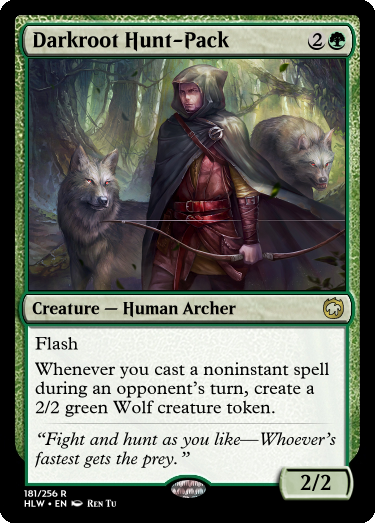 Darkroot Hunt-Pack 2
Creature — Human Archer
Flash
Whenever you cast a noninstant spell
during an opponent's turn, create a
2/2 green Wolf creature token.
“Fight and hunt as you like—Whoever's
fastest gets the prey.”
2/2
181/256 R
HLW • EN Ren Tu